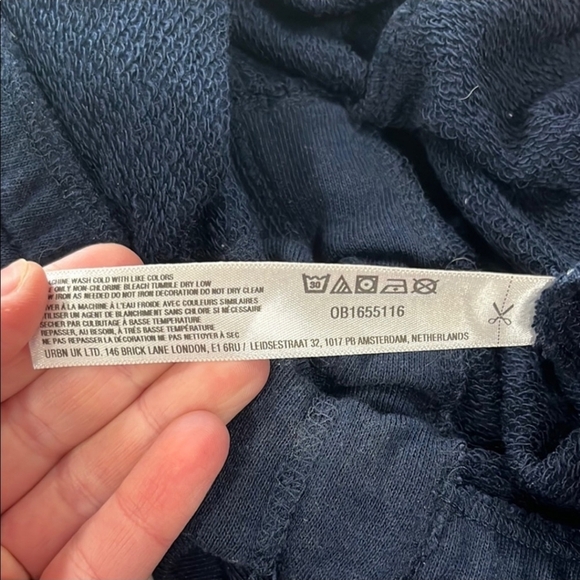 MACHINE WASH COLD WITH LIKE COLORS
USE ONLY NON-CHLORINE BLEACH TUMBLE DRY LOW
IRON AS NEEDED DO NOT IRON DECORATION DO NOT DRY CLEAN
LAVER À LA MACHINE À L'EAU FROIDE AVEC COULEURS SIMILAIRES
UTILISER UN AGENT DE BLANCHIMENT SANS CHLORE SI NÉCESSAIRE
SÉCHER PAR CULBUTAGE À BASSE TEMPÉRATURE
REPASSER, AU BESOIN, À TRÈS BASSE TEMPÉRATURE
NE PAS REPASSER LA DÉCORATION NE PAS NETTOYER À SEC
URBN UK LTD. 146 BRICK LANE LONDON, E1 6RU / LEIDSESTRAAT 32, 1017 PB AMSTERDAM, NETHERLANDS
30
OB1655116